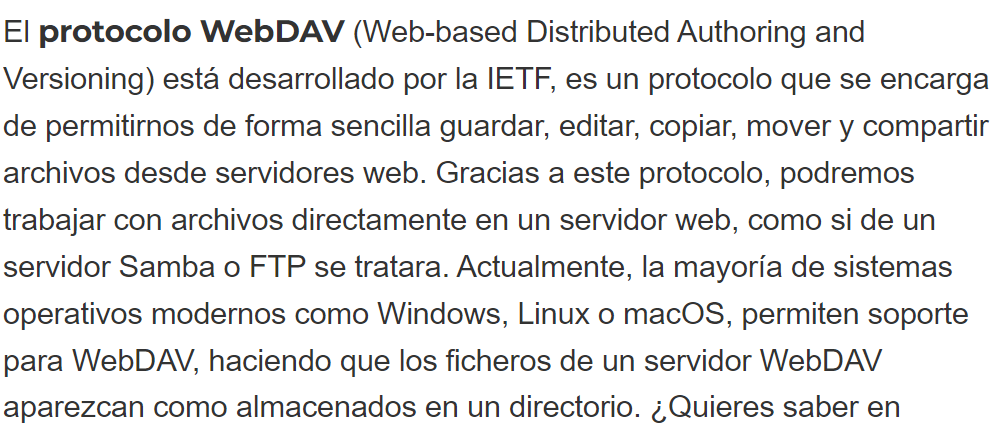 El protocolo WebDAV (Web-based Distributed Authoring and
Versioning) está desarrollado por la IETF, es un protocolo que se encarga
de permitirnos de forma sencilla guardar, editar, copiar, mover y compartir
archivos desde servidores web. Gracias a este protocolo, podremos
trabajar con archivos directamente en un servidor web, como si de un
servidor Samba o FTP se tratara. Actualmente, la mayoría de sistemas
operativos modernos como Windows, Linux o macOS, permiten soporte
para WebDAV, haciendo que los ficheros de un servidor WebDAV
aparezcan como almacenados en un directorio. ¿Quieres saber en